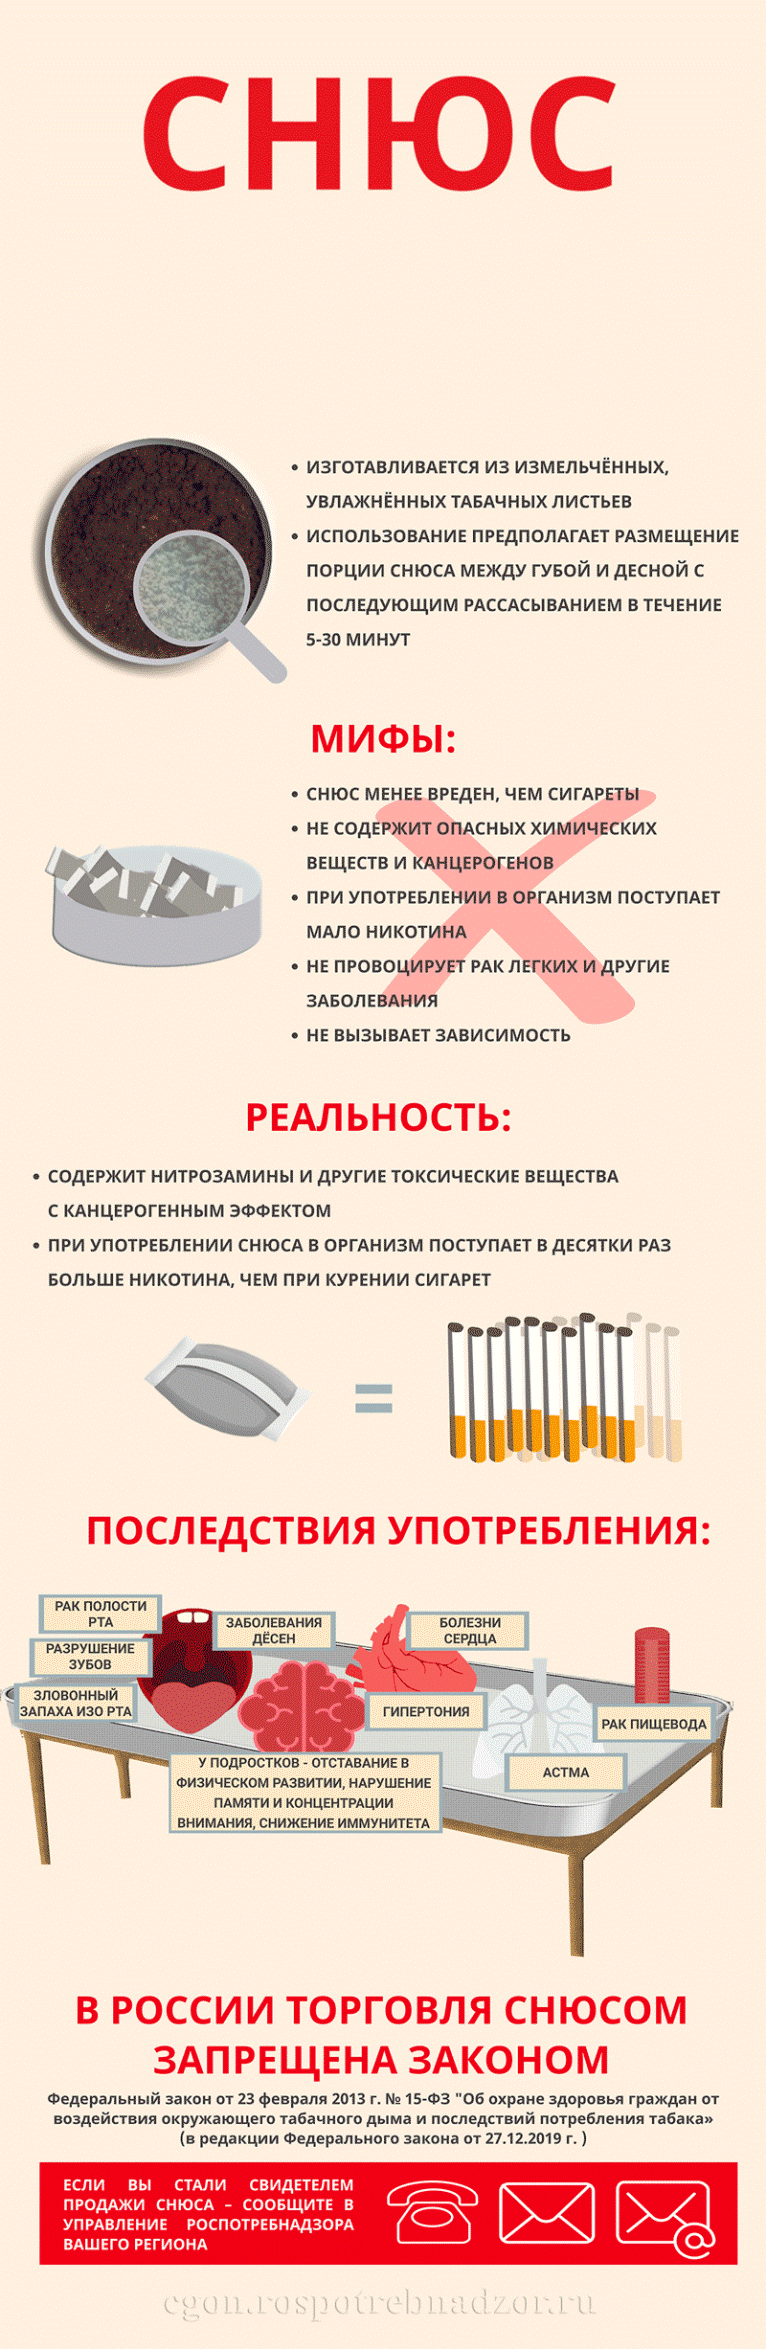 СНЮС
• ИЗГОТАВЛИВАЕТСЯ ИЗ ИЗМЕЛЬЧЁННЫХ,
УВЛАЖНЁННЫХ ТАБАЧНЫХ ЛИСТЬЕВ
• ИСПОЛЬЗОВАНИЕ ПРЕДПОЛАГАЕТ РАЗМЕЩЕНИЕ
ПОРЦИИ СНЮСА МЕЖДУ ГУБОЙ И ДЕСНОЙ С
ПОСЛЕДУЮЩИМ РАССАСЫВАНИЕМ В ТЕЧЕНИЕ
5-30 МИНУТ
МИФЫ:
• СНЮС МЕНЕЕ ВРЕДЕН, ЧЕМ СИГАРЕТЫ
• НЕ СОДЕРЖИТ ОПАСНЫХ ХИМИЧЕСКИХ
ВЕЩЕСТВ И КАНЦЕРОГЕНОВ
• ПРИ УПОТРЕБЛЕНИИ В ОРГАНИЗМ ПОСТУПАЕТ
МАЛО НИКОТИНА
• НЕ ПРОВОЦИРУЕТ РАК ЛЕГКИХ И ДРУГИЕ
ЗАБОЛЕВАНИЯ
• НЕ ВЫЗЫВАЕТ ЗАВИСИМОСТЬ
РЕАЛЬНОСТЬ:
• СОДЕРЖИТ НИТРОЗАМИНЫ И ДРУГИЕ ТОКСИЧЕСКИЕ ВЕЩЕСТВА
С КАНЦЕРОГЕННЫМ ЭФФЕКТОМ
• ПРИ УПОТРЕБЛЕНИИ СНЮСА В ОРГАНИЗМ ПОСТУПАЕТ В ДЕСЯТКИ РАЗ
БОЛЬШЕ НИКОТИНА, ЧЕМ ПРИ КУРЕНИИ СИГАРЕТ
=
ПОСЛЕДСТВИЯ УПОТРЕБЛЕНИЯ:
РАК ПОЛОСТИ
РТА
РАЗРУШЕНИЕ
ЗУБОВ
ЗЛОВОННЫЙ
ЗАПАХА ИЗО РТА
ЗАБОЛЕВАНИЯ
ДЁСЕН
БОЛЕЗНИ
СЕРДЦА
ГИПЕРТОНИЯ
РАК ПИЩЕВОДА
АСТМА
У ПОДРОСТКОВ - ОТСТАВАНИЕ В
ФИЗИЧЕСКОМ РАЗВИТИИ, НАРУШЕНИЕ
ПАМЯТИ И КОНЦЕНТРАЦИИ
ВНИМАНИЯ, СНИЖЕНИЕ ИММУНИТЕТА
В РОССИИ ТОРГОВЛЯ СНЮСОМ
ЗАПРЕЩЕНА ЗАКОНОМ
Федеральный закон от 23 февраля 2013 г. № 15-ФЗ "Об охране здоровья граждан от
воздействия окружающего табачного дыма и последствий потребления табака»
(в редакции Федерального закона от 27.12.2019 г. )
ЕСЛИ ВЫ СТАЛИ СВИДЕТЕЛЕМ
ПРОДАЖИ СНЮСА – СООБЩИТЕ В
УПРАВЛЕНИЕ РОСПОТРЕБНАДЗОРА
ВАШЕГО РЕГИОНА
@
cgon.rospotrebnadzor.ru